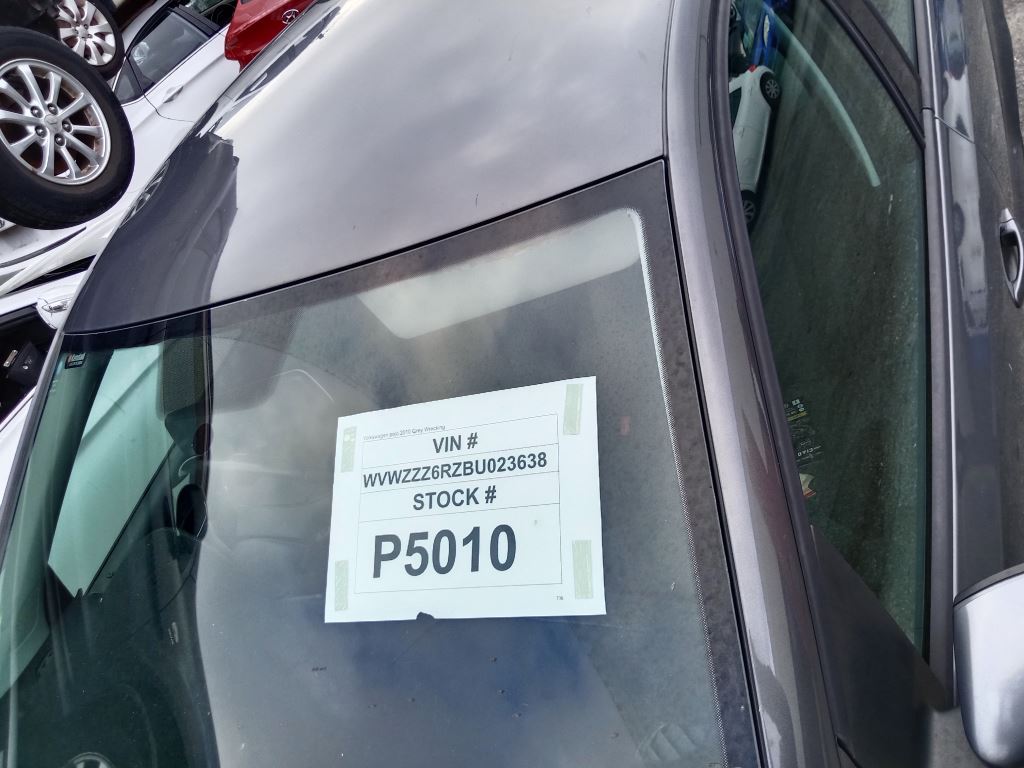 Volkswagen polo 2010 Grey Wrecking
VIN #
WVWZZZ6RZBU023638
STOCK #
P5010